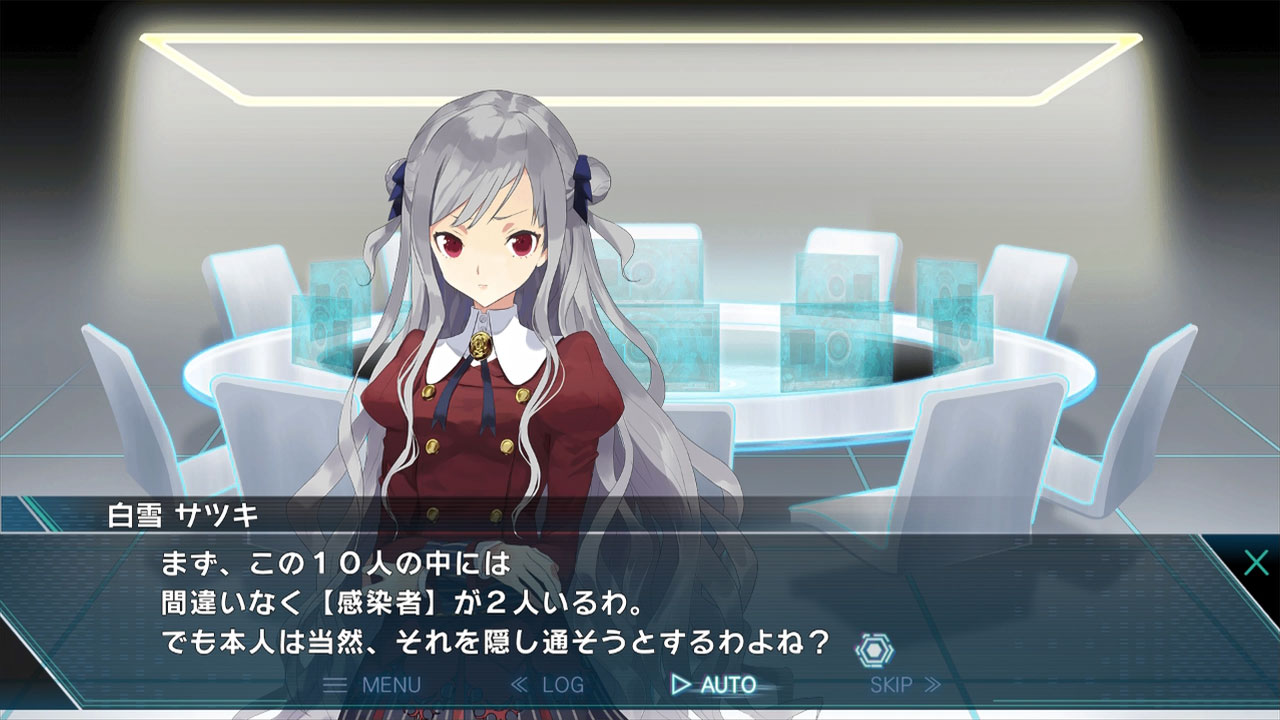 白雪 サツキ
まず、この１０人の中には
間違いなく【感染者】が２人いるわ。
でも本人は当然、それを隠し通そうとするわよね？
MENU
LOG
AUTO
SKIP